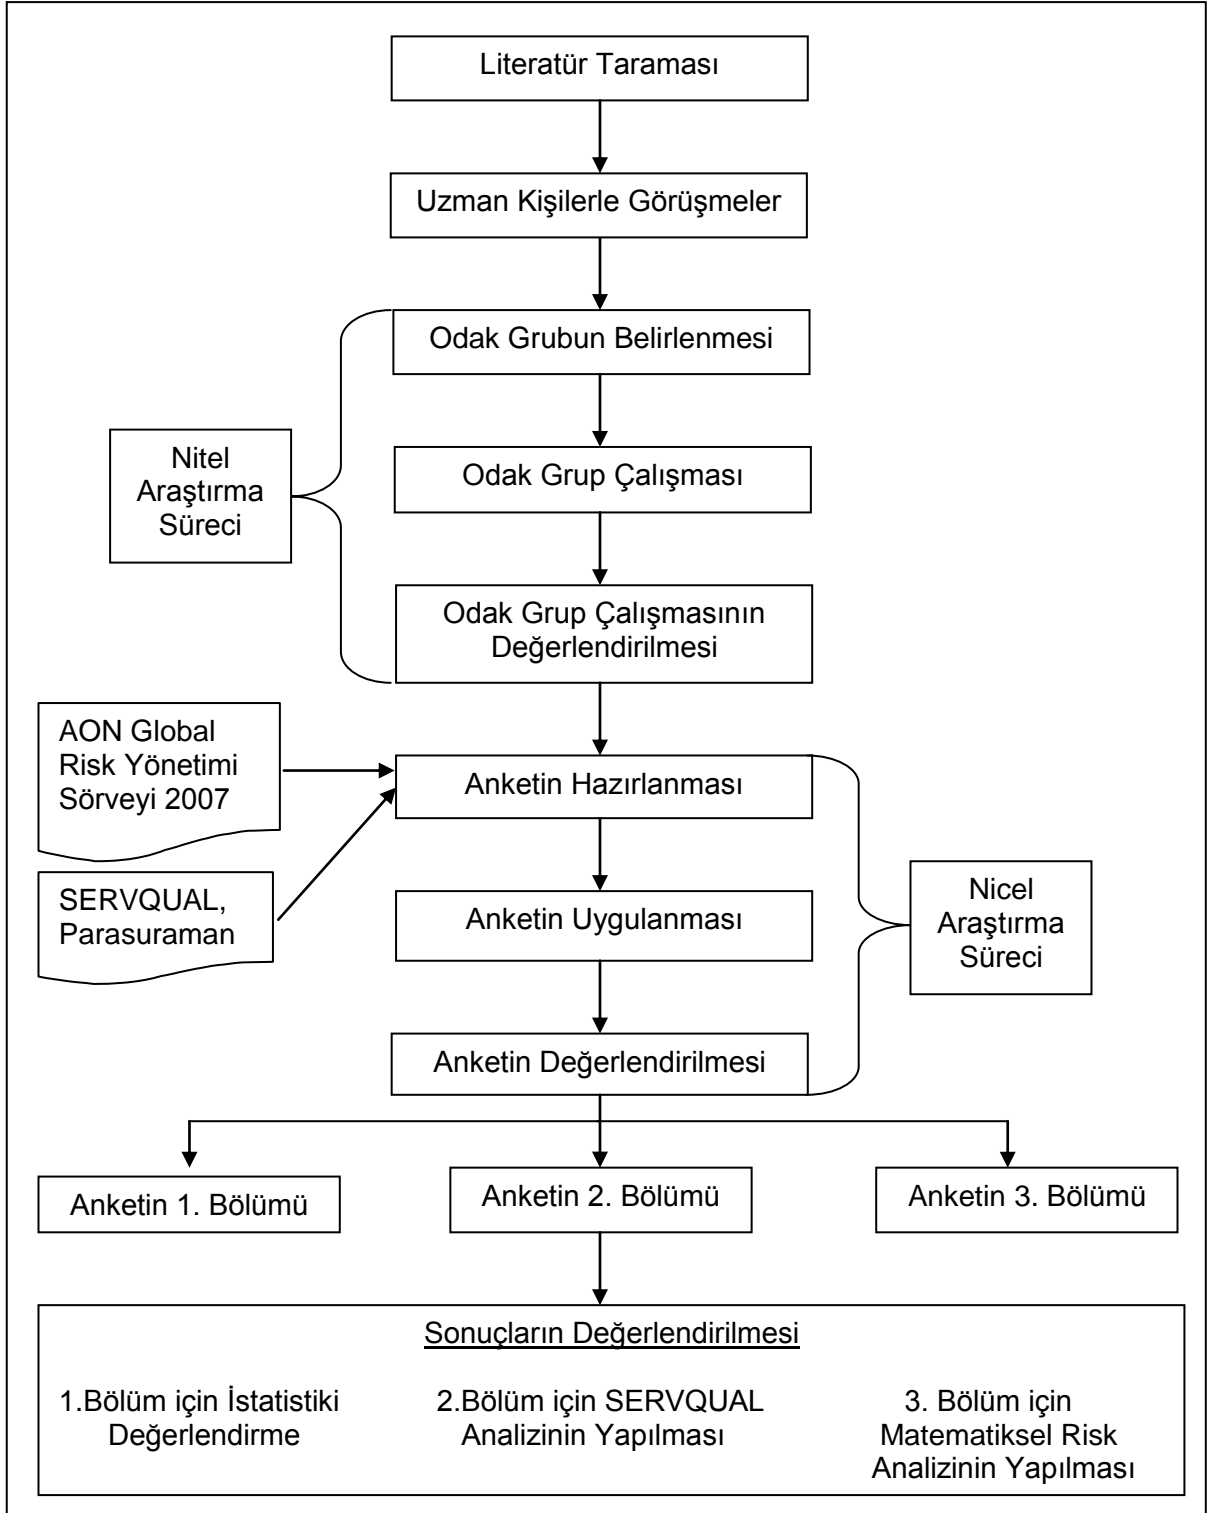 Literatür Taraması
Uzman Kişilerle Görüşmeler
Odak Grubun Belirlenmesi
Nitel
Araştırma
Süreci
Odak Grup Çalışması
Odak Grup Çalışmasının
Değerlendirilmesi
AON Global
Risk Yönetimi
Sörveyi 2007
Anketin Hazırlanması
SERVQUAL,
Parasuraman
Anketin Uygulanması
Nicel
Araştırma
Süreci
Anketin Değerlendirilmesi
Anketin 1. Bölümü
Anketin 2. Bölümü
Anketin 3. Bölümü
Sonuçların Değerlendirilmesi
1.Bölüm için İstatistiki
Değerlendirme
2.Bölüm için SERVQUAL
Analizinin Yapılması
3. Bölüm için
Matematiksel Risk
Analizinin Yapılması